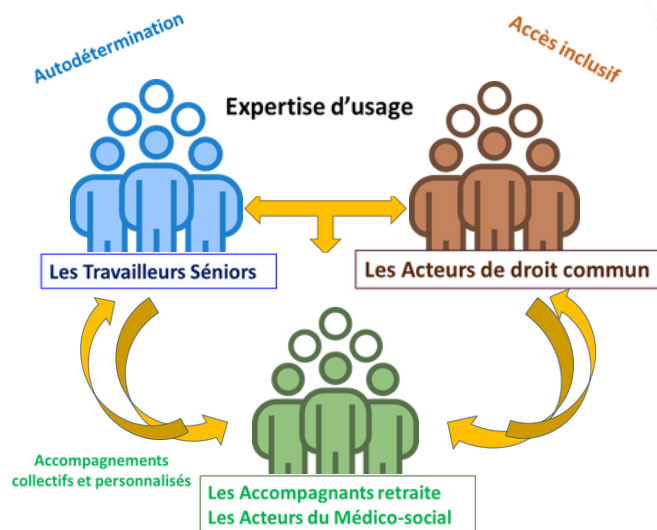 Autodétermination
Accès inclusif
Expertise d'usage
Les Travailleurs Séniors
Les Acteurs de droit commun
Accompagnements
collectifs et personnalisés
Les Accompagnants retraite
Les Acteurs du Médico-social